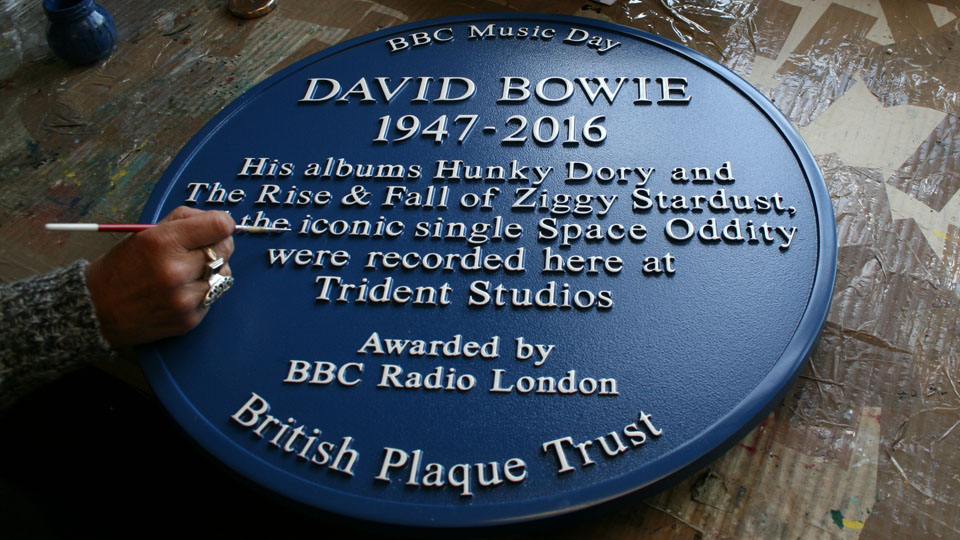 BBC Music Day
DAVID BOWIE
1947-2016
His albums Hunky Dory and
The Rise & Fall of Ziggy Stardust,
the iconic single Space Oddity
were recorded here at
Trident Studios
Awarded by
BBC Radio London
British Plaque Trust